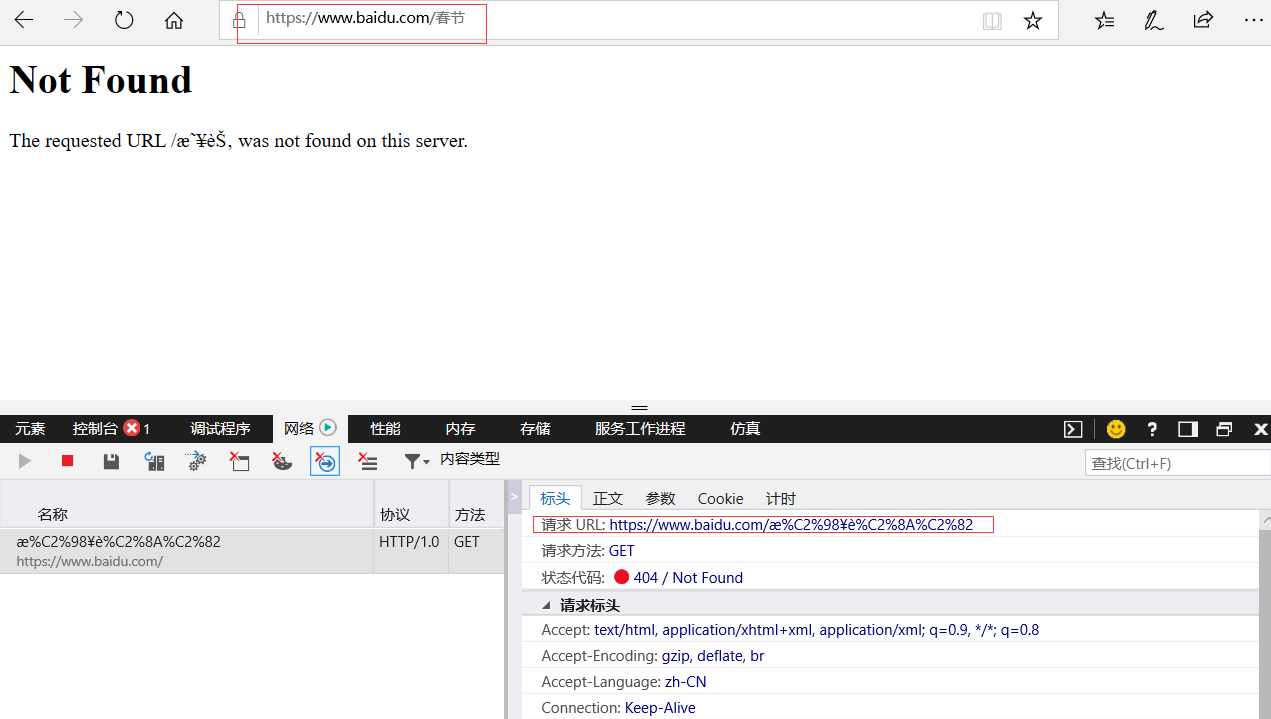 https://www.baidu.com/春节
Not Found
The requested URL /æ˜¥èŠ‚ was not found on this server.
元素 控制台 1 调试程序 网络 性能 内存 存储 服务工作进程 仿真
内容类型 查找(Ctrl+F)
名称 协议 方法
æ%C2%98¥è%C2%8A%C2%82 HTTP/1.0 GET
https://www.baidu.com/
标头 正文 参数 Cookie 计时
请求 URL: https://www.baidu.com/æ%C2%98¥è%C2%8A%C2%82
请求方法: GET
状态代码: 404 / Not Found
请求标头
Accept: text/html, application/xhtml+xml, application/xml; q=0.9, */*; q=0.8
Accept-Encoding: gzip, deflate, br
Accept-Language: zh-CN
Connection: Keep-Alive